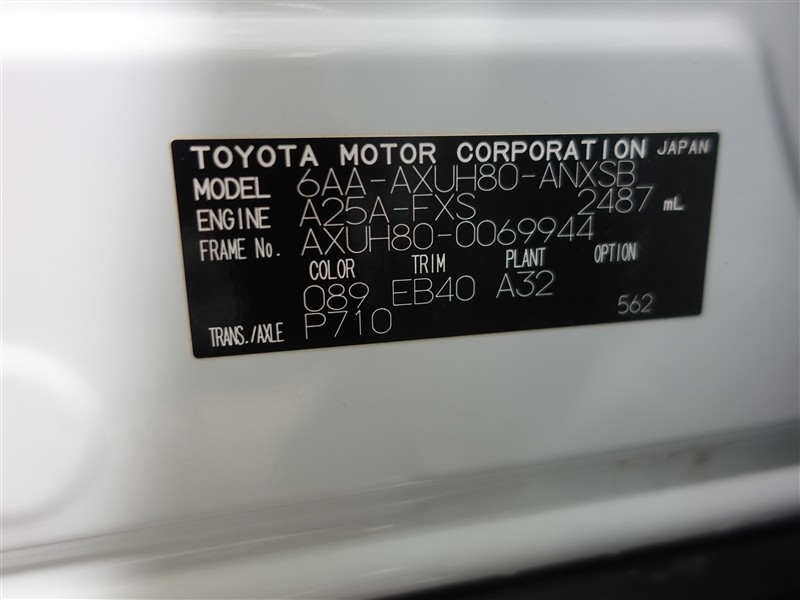 TOYOTA MOTOR CORPORATION JAPAN
MODEL 6AA-AXUH80-ANXSB
ENGINE A25A-FXS 2487 mL
FRAME No. AXUH80-0069944
COLOR TRIM PLANT OPTION
089 EB40 A32
TRANS./AXLE P710 562